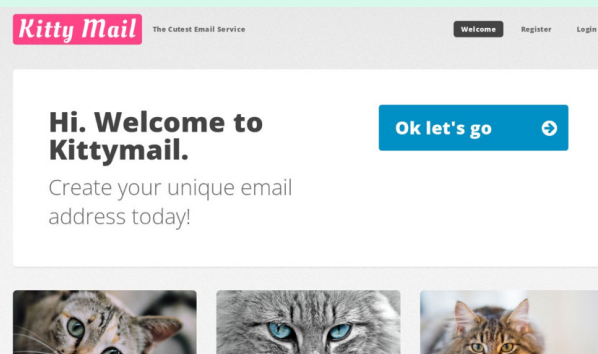 Kitty Mail
The Cutest Email Service
Welcome
Register
Login
Hi. Welcome to
Kittymail.
Create your unique email
address today!
Ok let's go